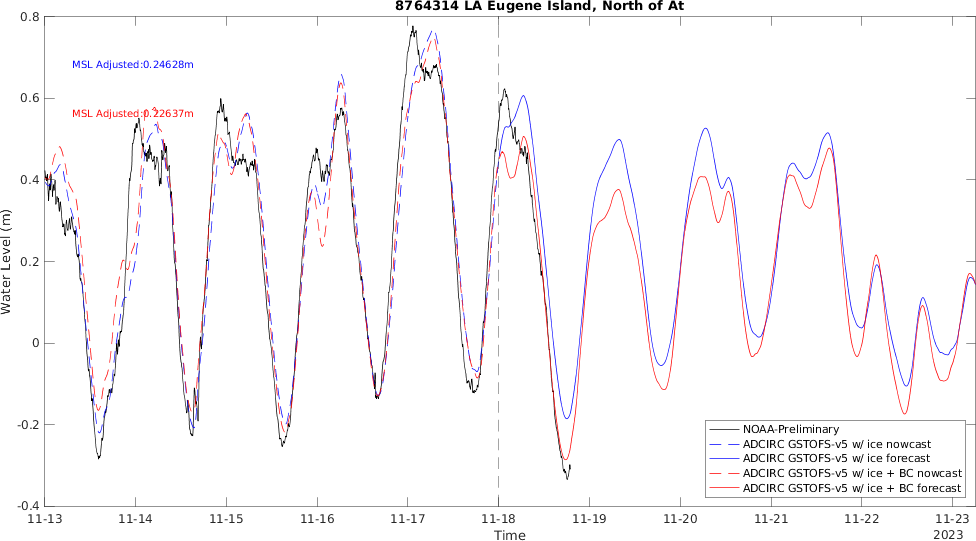 8764314 LA Eugene Island, North of At
0.8
0.6
0.4
0.2
0
-0.2
-0.4
Water Level (m)
MSL Adjusted:0.24628m
MSL Adjusted:0.22637m
NOAA-Preliminary
ADCIRC GSTOFS-v5 w/ ice nowcast
ADCIRC GSTOFS-v5 w/ ice forecast
ADCIRC GSTOFS-v5 w/ ice + BC nowcast
ADCIRC GSTOFS-v5 w/ ice + BC forecast
11-13 11-14 11-15 11-16 11-17 11-18 11-19 11-20 11-21 11-22 11-23
Time
2023